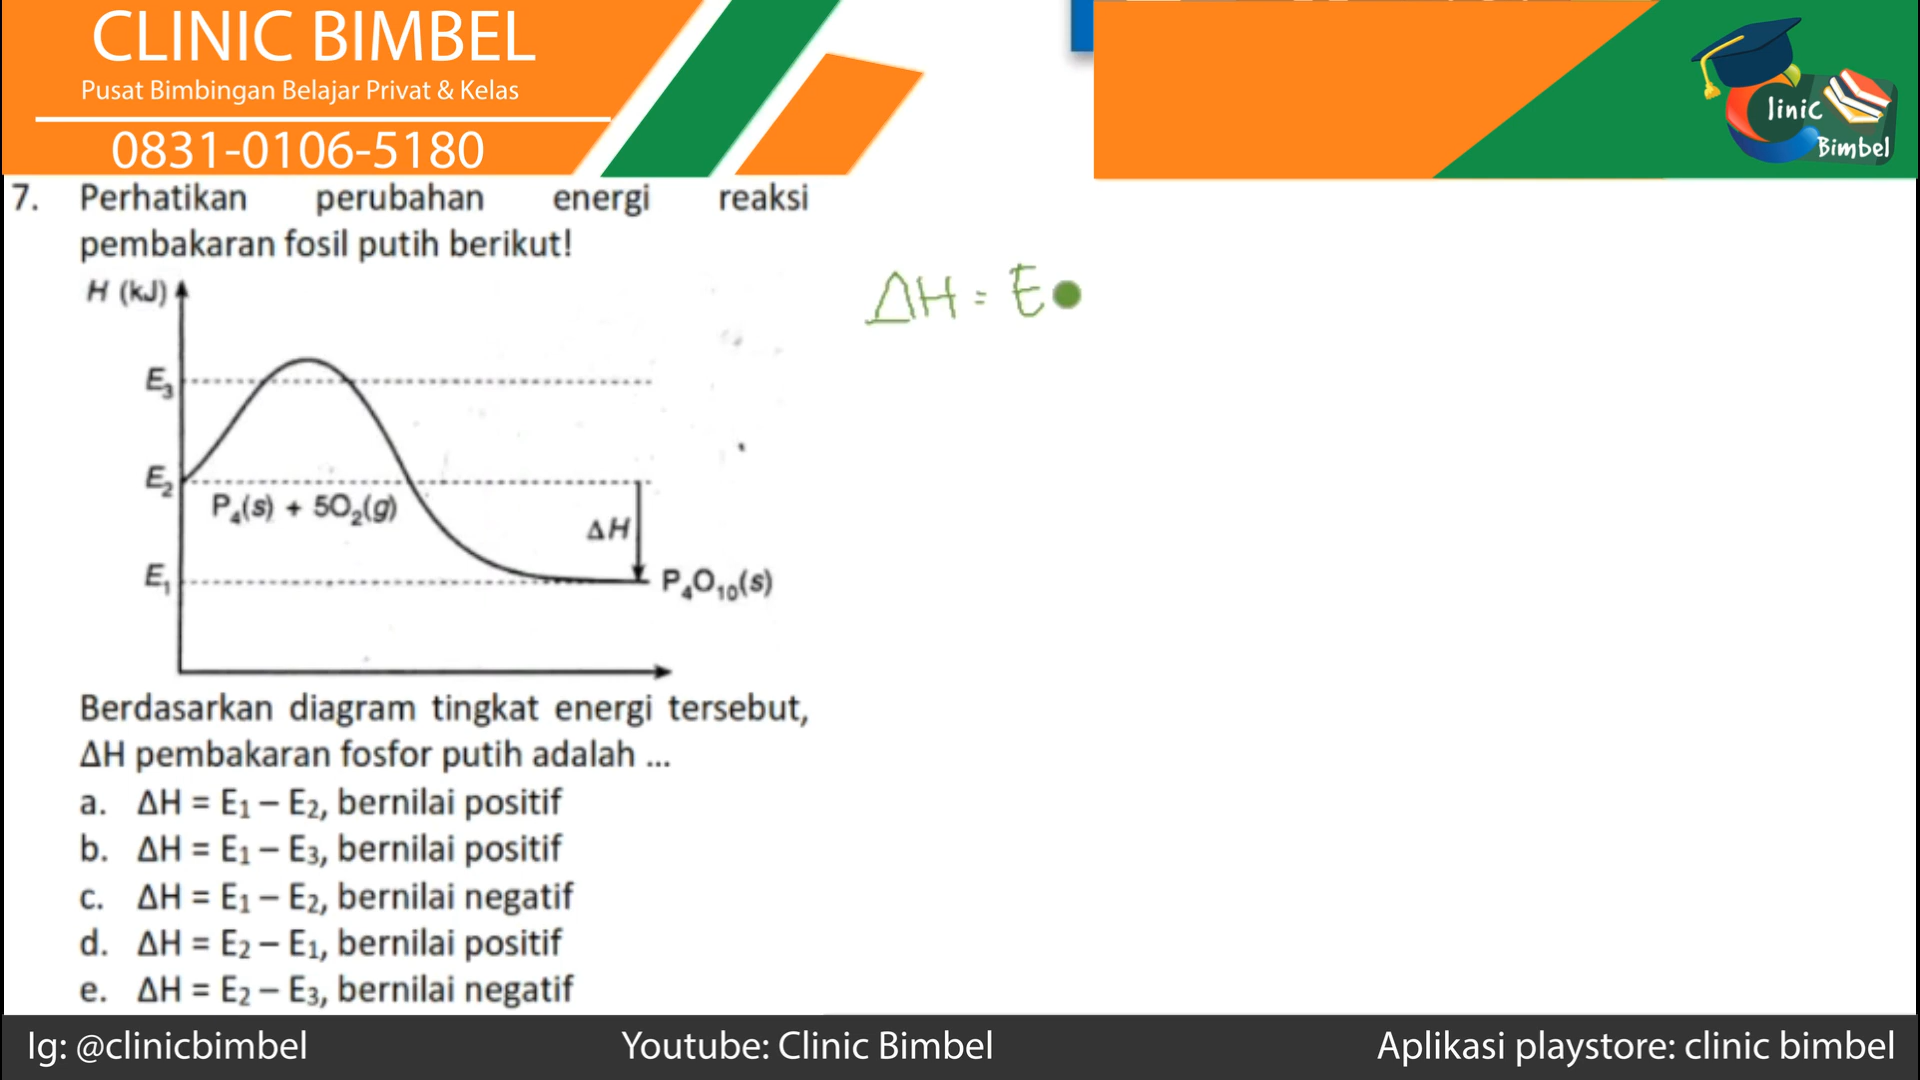 CLINIC BIMBEL
Pusat Bimbingan Belajar Privat & Kelas
0831-0106-5180
linic
Bimbel
7. Perhatikan perubahan energi reaksi
pembakaran fosil putih berikut!
H (kJ)
E₃
E₂
P₄(s) + 5O₂(g)
ΔH
E₁
P₄O₁₀(s)
ΔH = E
Berdasarkan diagram tingkat energi tersebut,
ΔH pembakaran fosfor putih adalah ...
a. ΔH = E₁ – E₂, bernilai positif
b. ΔH = E₁ – E₃, bernilai positif
c. ΔH = E₁ – E₂, bernilai negatif
d. ΔH = E₂ – E₁, bernilai positif
e. ΔH = E₂ – E₃, bernilai negatif
Ig: @clinicbimbel
Youtube: Clinic Bimbel
Aplikasi playstore: clinic bimbel